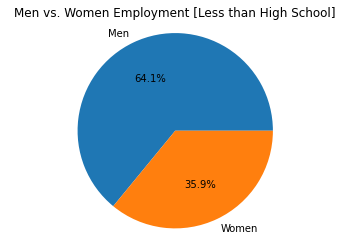 Men vs. Women Employment [Less than High School]
Men
64.1%
35.9%
Women